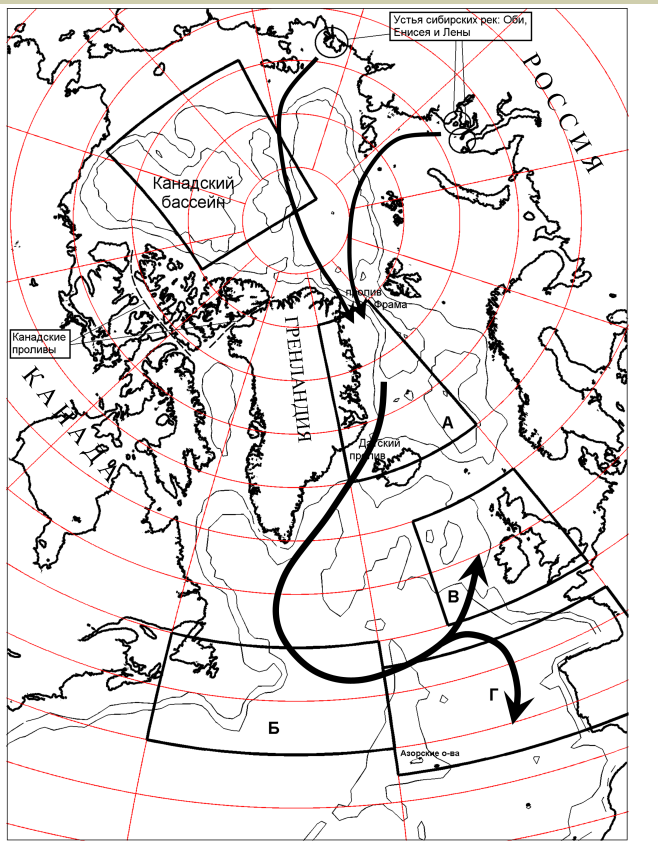 Устья сибирских рек: Оби,
Енисея и Лены
РОССИЯ
Канадский
бассейн
пролив
Фрама
Канадские
проливы
ГРЕНЛАНДИЯ
КАНАДА
А
Датский
пролив
В
Г
Б
Азорские о-ва